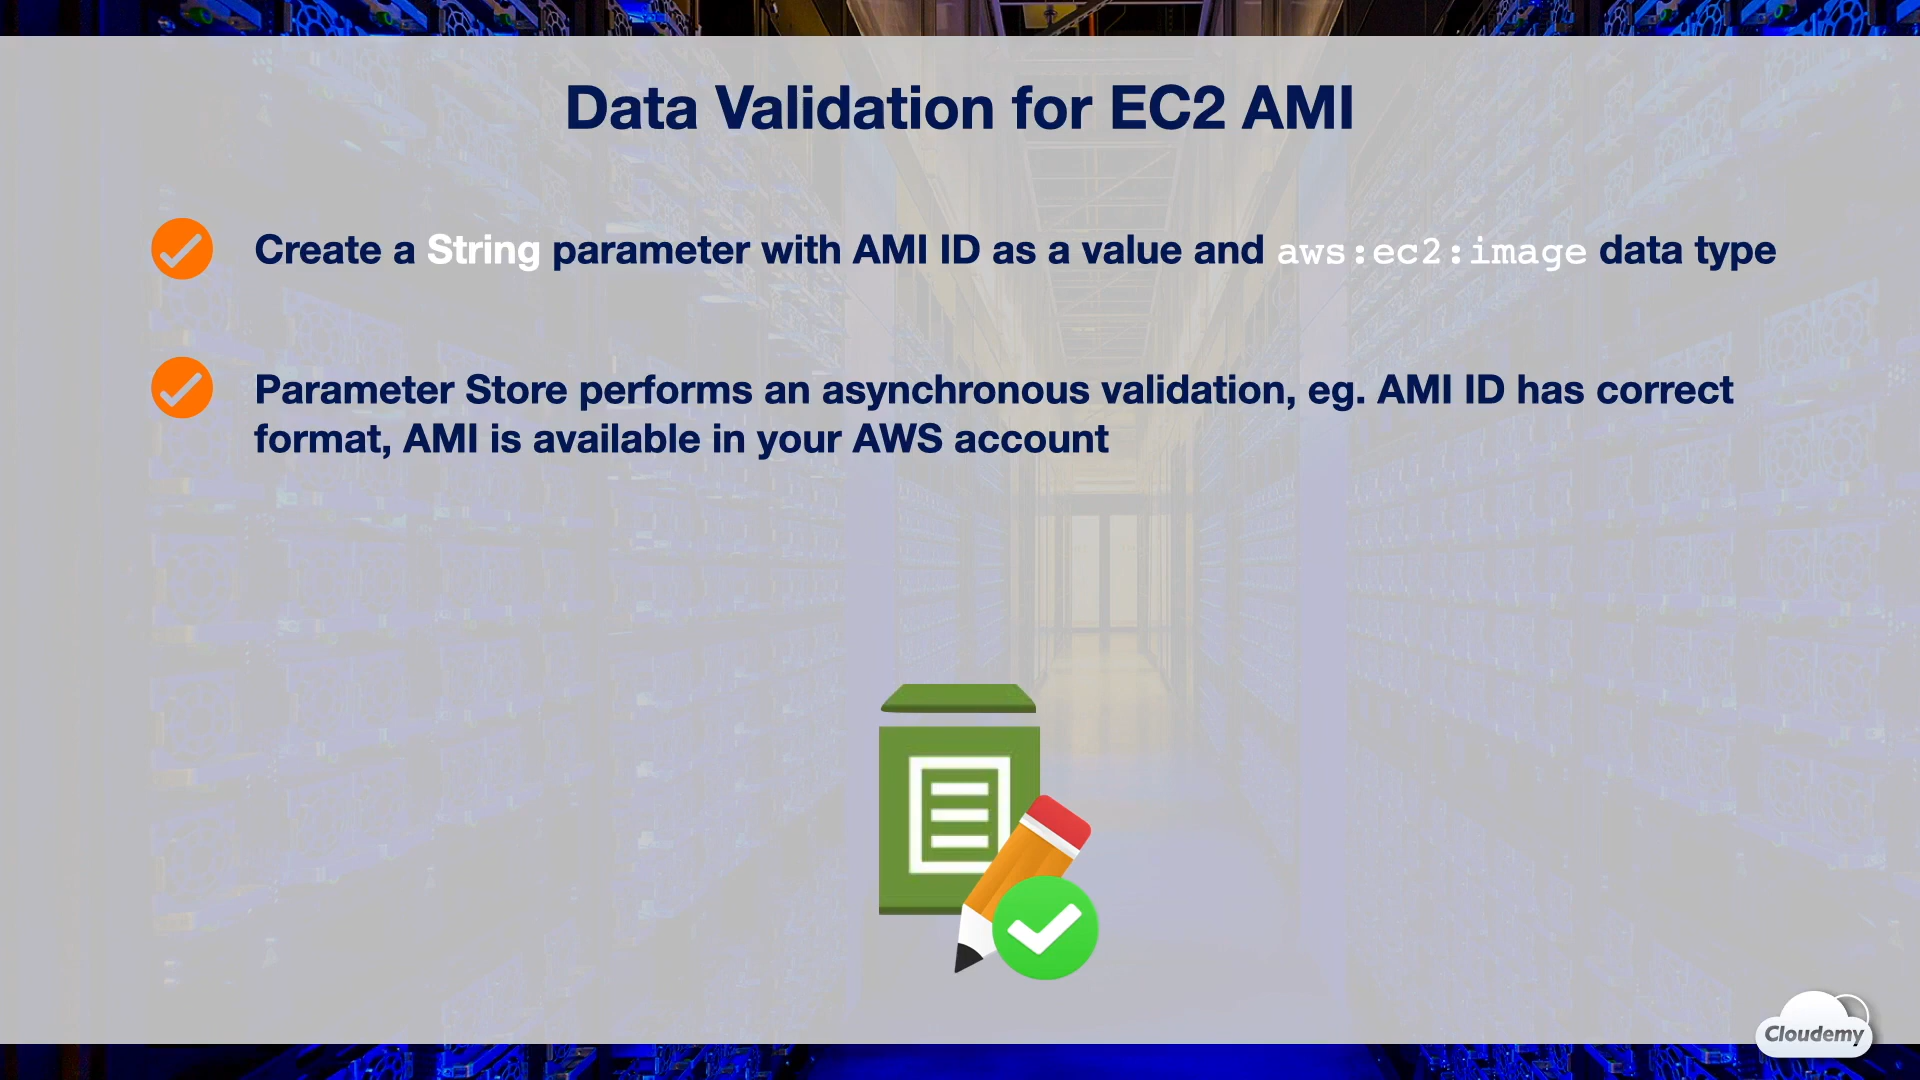 Data Validation for EC2 AMI
Create a String parameter with AMI ID as a value and aws:ec2:image data type
Parameter Store performs an asynchronous validation, eg. AMI ID has correct
format, AMI is available in your AWS account
Cloudemy